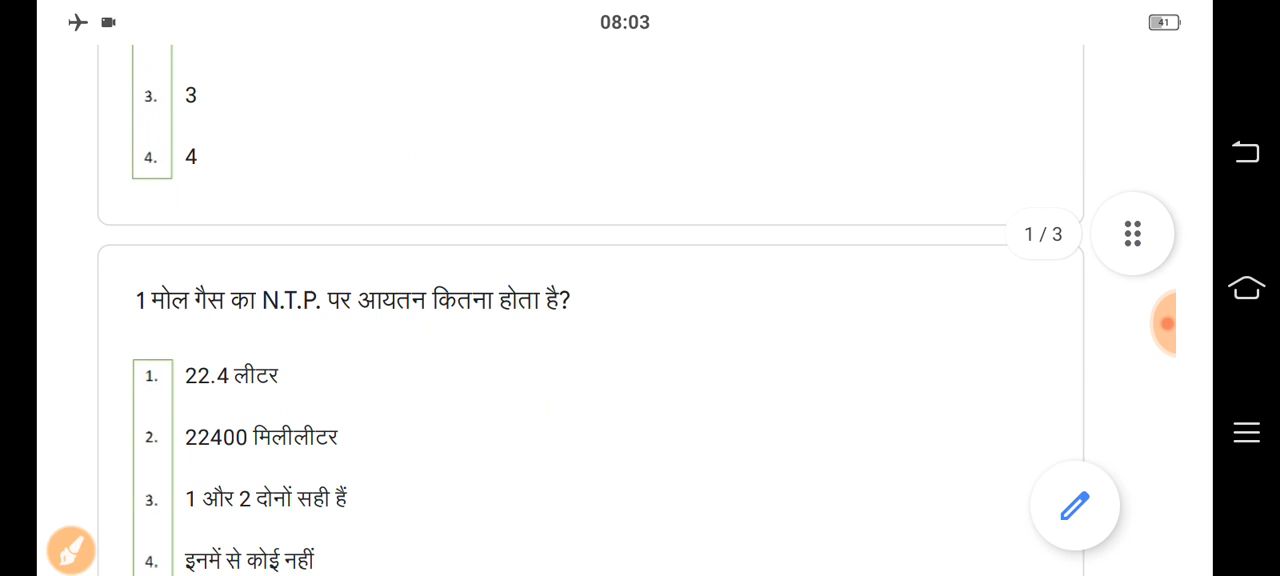 08:03
41
3. 3
4. 4
1 / 3
1 मोल गैस का N.T.P. पर आयतन कितना होता है?
1. 22.4 लीटर
2. 22400 मिलीलीटर
3. 1 और 2 दोनों सही हैं
4. इनमें से कोई नहीं